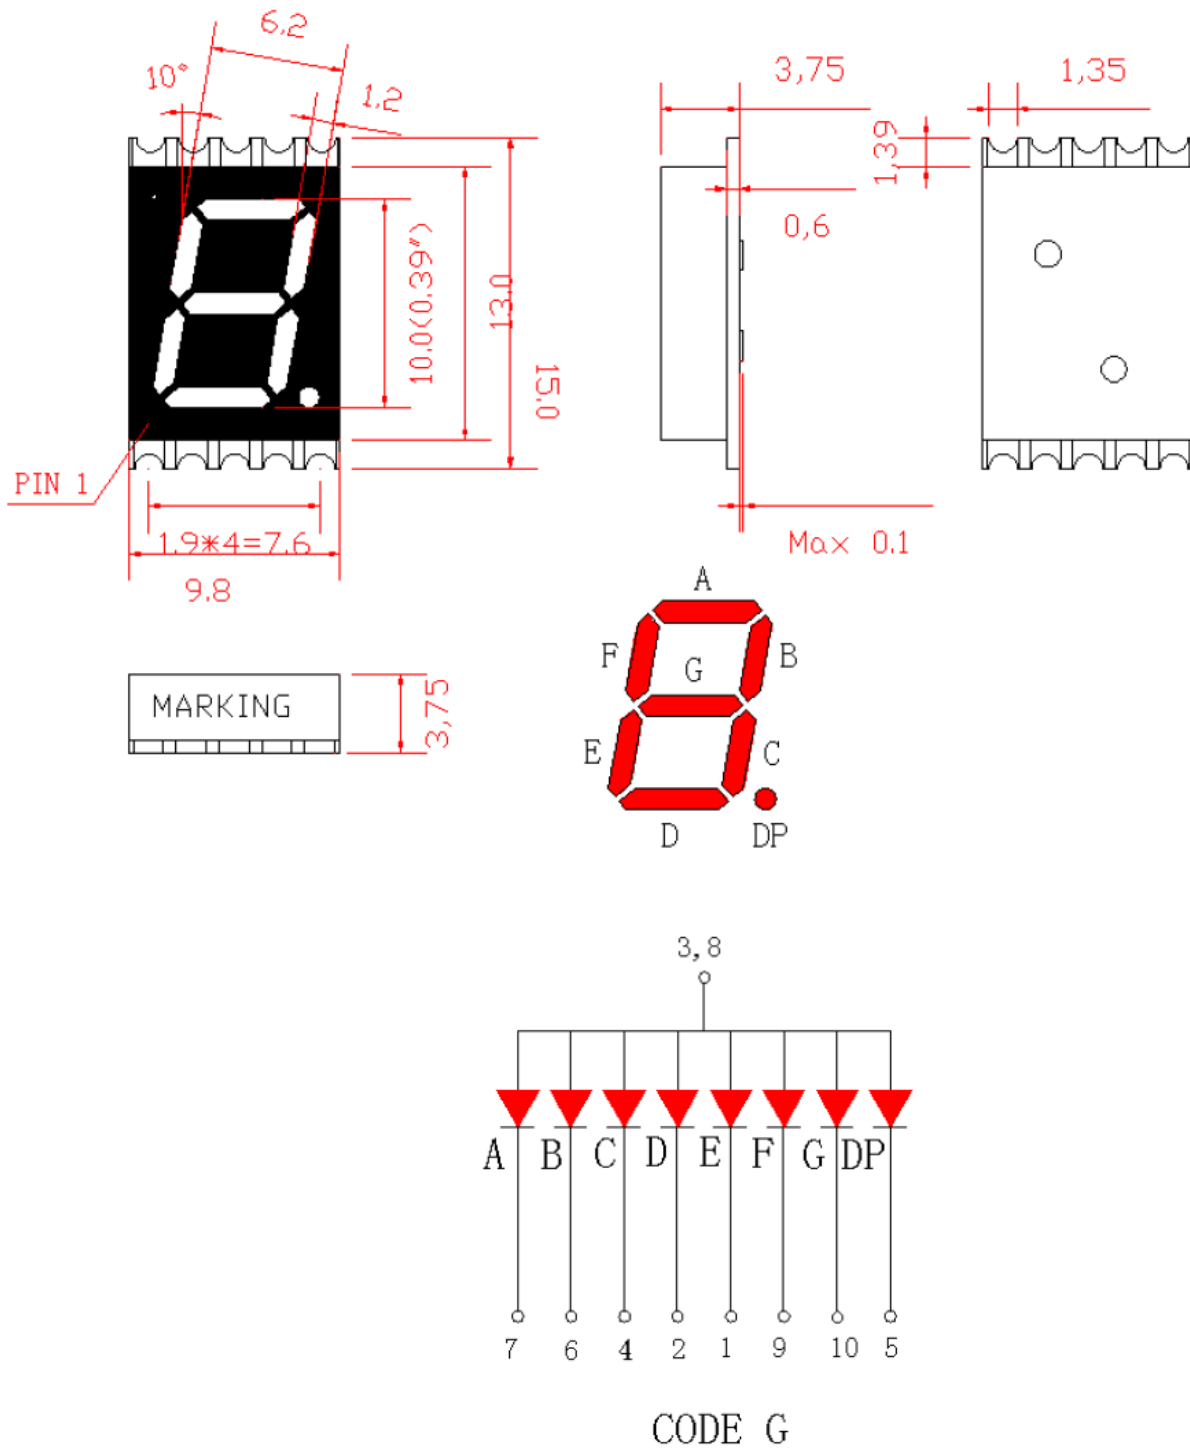 6,2
10°
1,2
10.0(0.39")
13.0
15.0
PIN 1
1.9*4=7.6
9.8
3,75
0,6
Max 0.1
1,35
1,39
MARKING
3,75
A
F
B
G
E
C
D
DP
3,8
A B C D E F G DP
7 6 4 2 1 9 10 5
CODE G